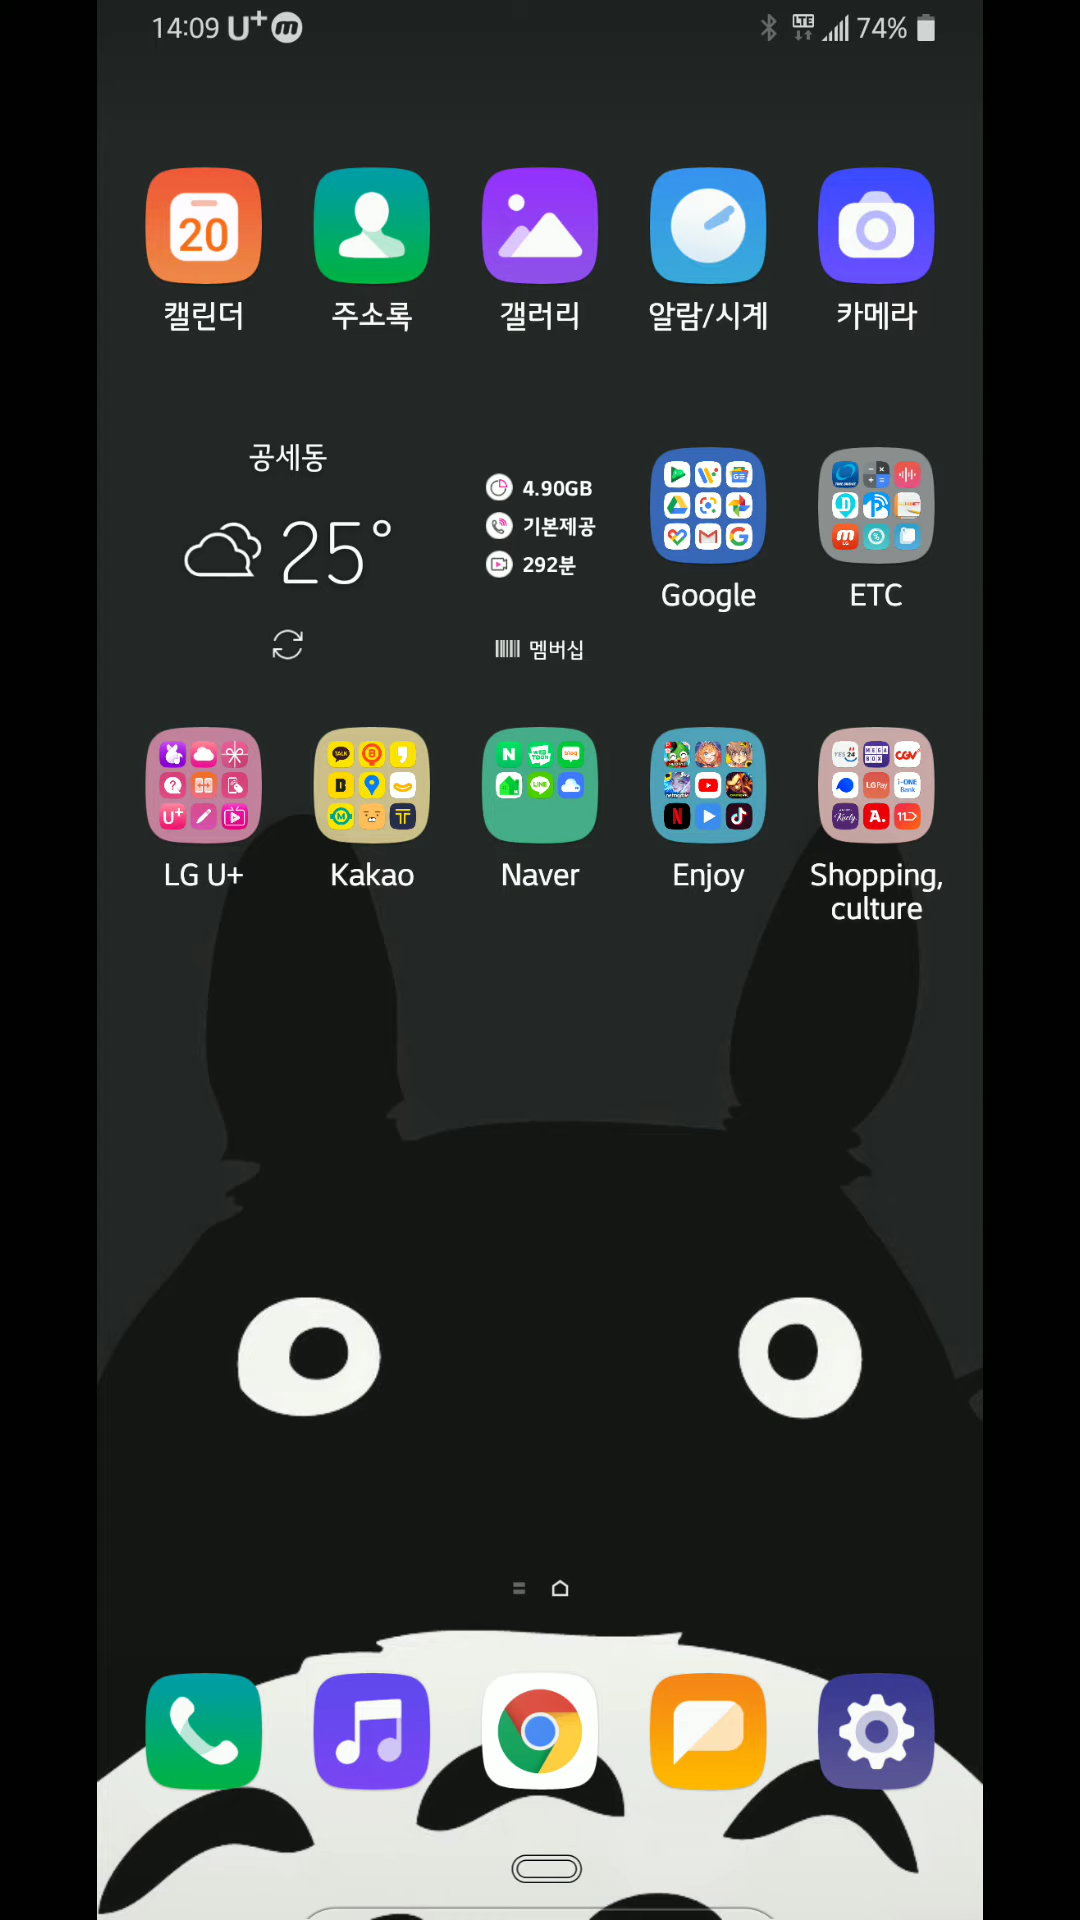 14:09 U+ m
LTE 74%
20
캘린더 주소록 갤러리 알람/시계 카메라
공세동
25°
4.90GB
기본제공
292분
멤버십
Google ETC
LG U+ Kakao Naver Enjoy Shopping,
culture